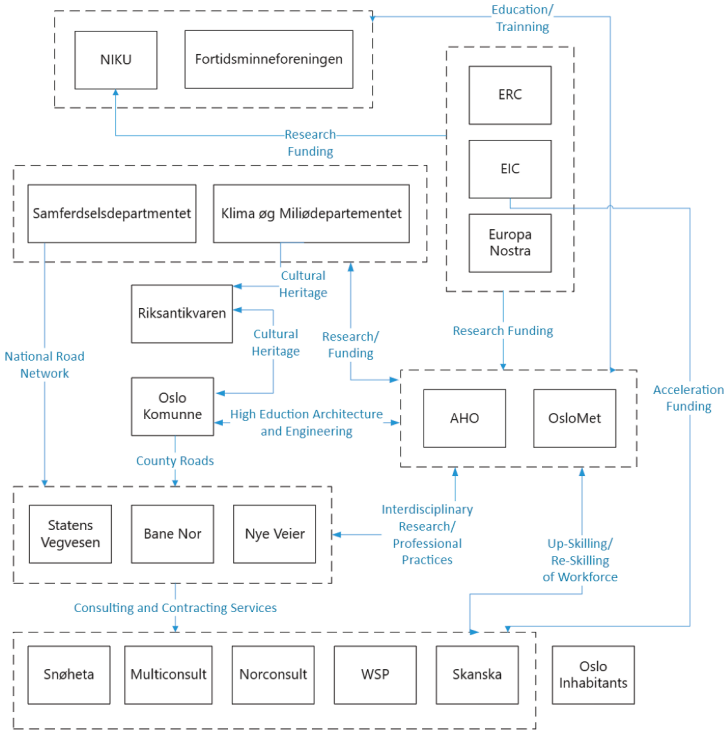 Education/
Trainning
NIKU
Fortidsminneforeningen
ERC
Research
Funding
EIC
Samferdselsdepartmentet
Klima øg Miliødepartementet
Europa
Nostra
Cultural
Heritage
Riksantikvaren
Cultural
Heritage
Research/
Funding
Research Funding
National Road
Network
Oslo
Komunne
High Eduction Architecture
and Engineering
AHO
OsloMet
Acceleration
Funding
County Roads
Statens
Vegvesen
Bane Nor
Nye Veier
Interdisciplinary
Research/
Professional
Practices
Up-Skilling/
Re-Skilling
of Workforce
Consulting and Contracting Services
Snøheta
Multiconsult
Norconsult
WSP
Skanska
Oslo
Inhabitants